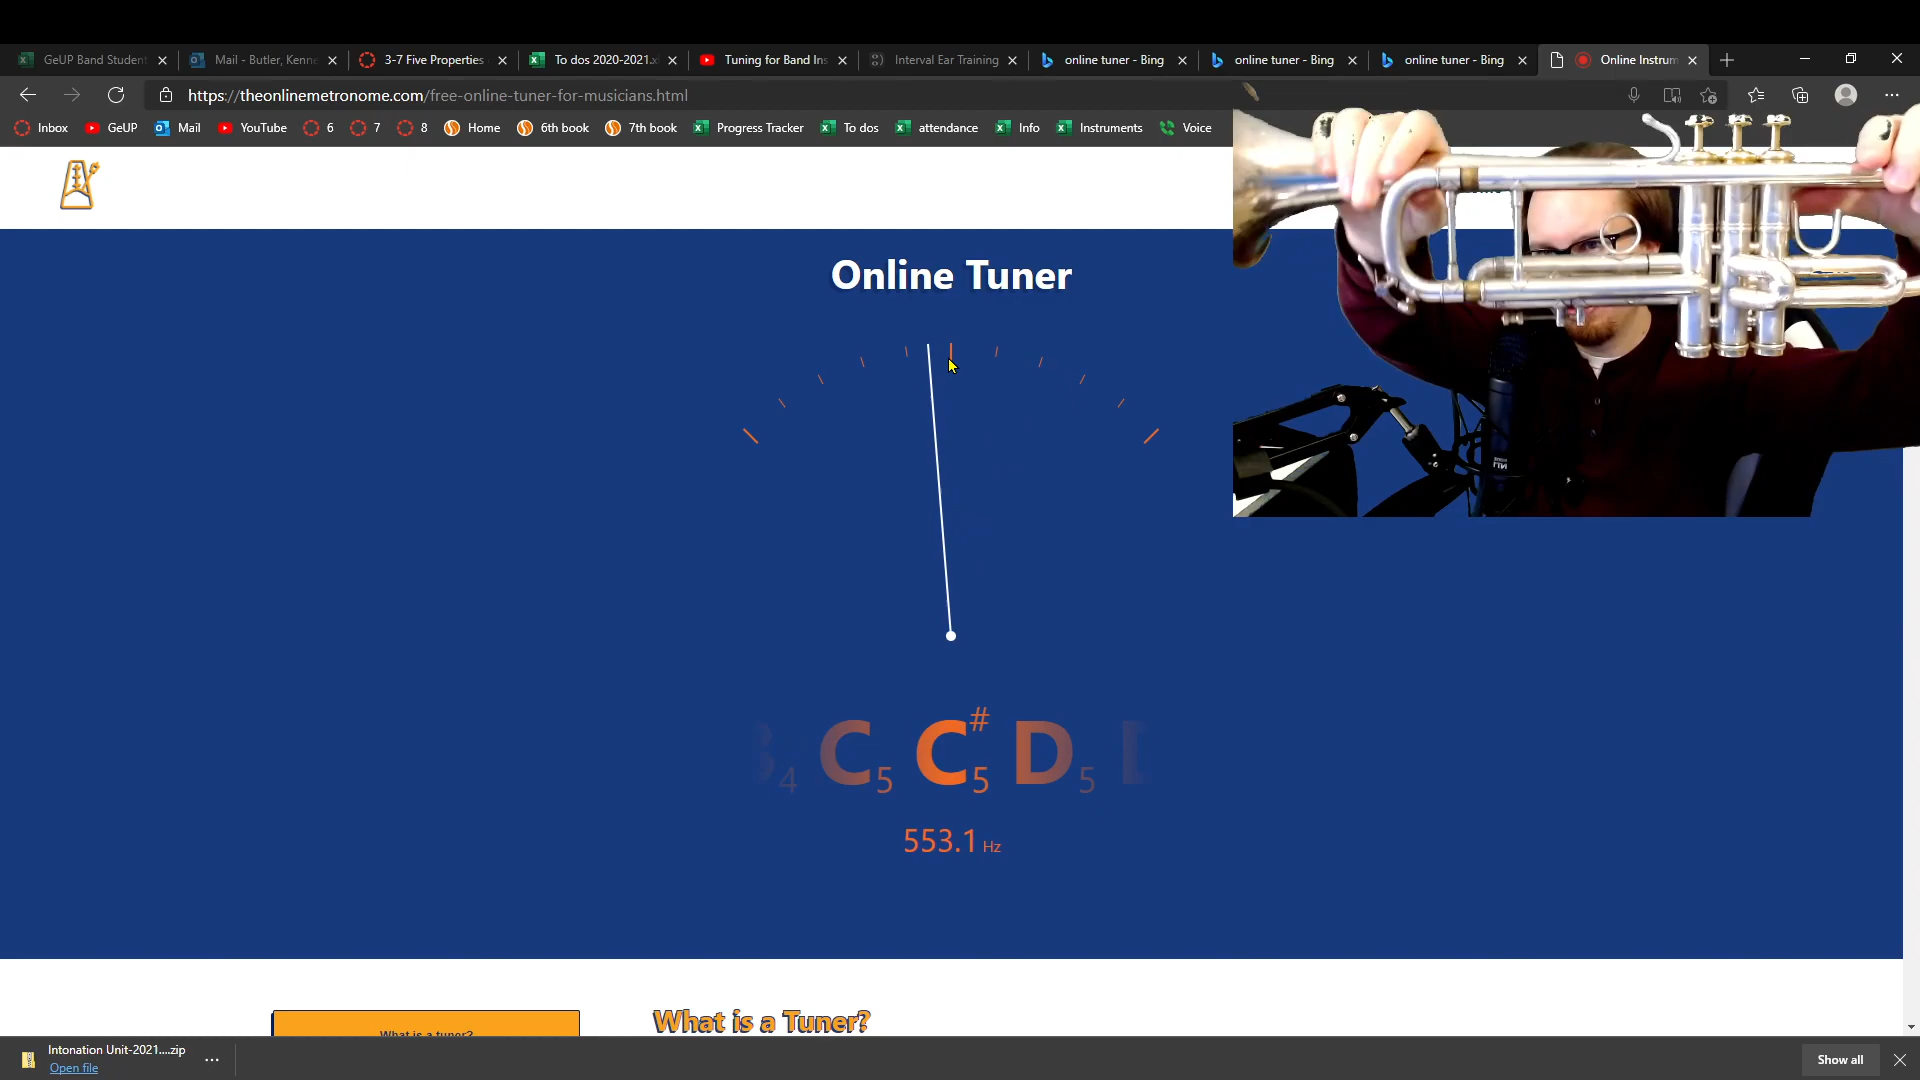 GeUP Band Student
Mail - Butler, Kenne
3-7 Five Properties
To dos 2020-2021.x
Tuning for Band Ins
Interval Ear Training
online tuner - Bing
online tuner - Bing
online tuner - Bing
Online Instrum
https://theonlinemetronome.com/free-online-tuner-for-musicians.html
Inbox
GeUP
Mail
YouTube
6
7
8
Home
6th book
7th book
Progress Tracker
To dos
attendance
Info
Instruments
Voice
Online Tuner
4 C5 C#5 D5
553.1 Hz
What is a tuner?
What is a Tuner?
Intonation Unit-2021....zip
Open file
Show all